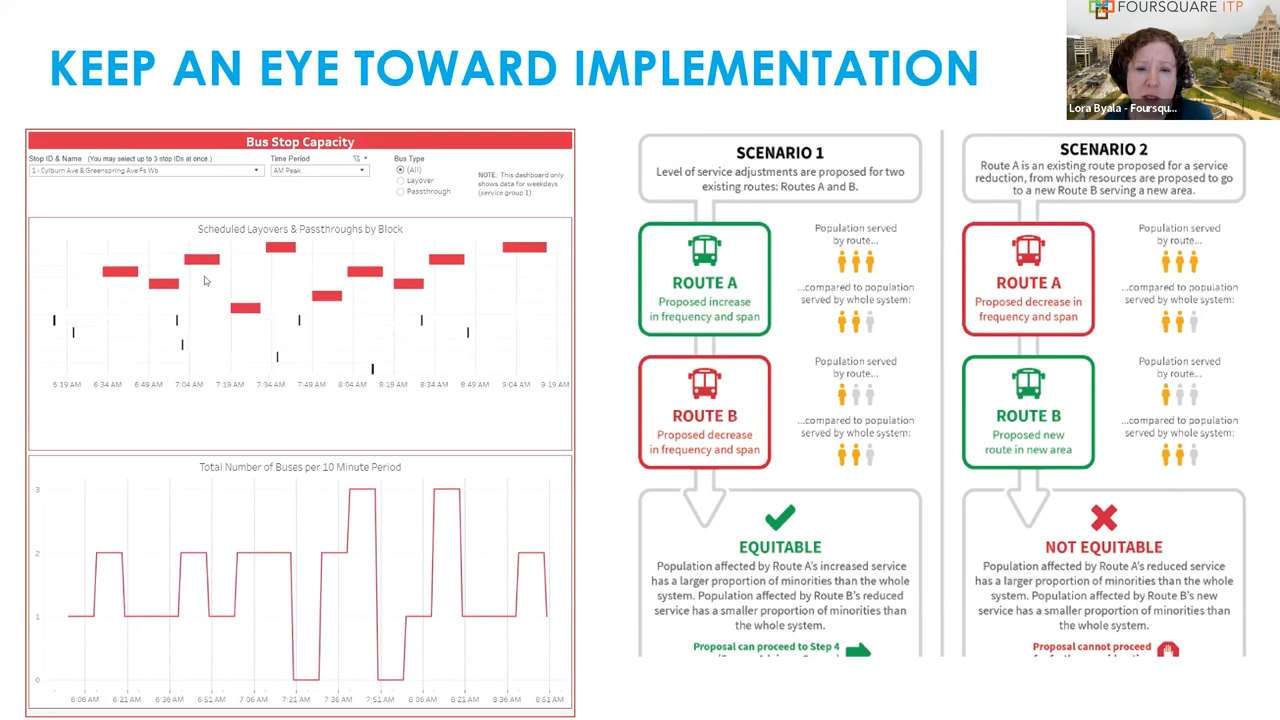 FOURSQUARE ITP
Lora Byala - Foursqu...
KEEP AN EYE TOWARD IMPLEMENTATION
Bus Stop Capacity
Stop ID & Name (You may select up to 3 stop IDs at once.)
1 - Cylburn Ave & Greenspring Ave Fs Wb
Time Period
AM Peak
Bus Type
(All)
Layover
Passthrough
NOTE: This dashboard only
shows data for weekdays
(service group 1).
Scheduled Layovers & Passthroughs by Block
6:19 AM 6:34 AM 6:49 AM 7:04 AM 7:19 AM 7:34 AM 7:49 AM 8:04 AM 8:19 AM 8:34 AM 8:49 AM 9:04 AM 9:19 AM
Total Number of Buses per 10 Minute Period
3
2
1
0
6:06 AM 6:21 AM 6:36 AM 6:51 AM 7:06 AM 7:21 AM 7:36 AM 7:51 AM 8:06 AM 8:21 AM 8:36 AM 9:36 AM 9:51 AM
SCENARIO 1
Level of service adjustments are proposed for two
existing routes: Routes A and B.
ROUTE A
Proposed increase
in frequency and span
Population served
by route...
...compared to population
served by whole system:
ROUTE B
Proposed decrease
in frequency and span
Population served
by route...
...compared to population
served by whole system:
EQUITABLE
Population affected by Route A's increased service
has a larger proportion of minorities than the whole
system. Population affected by Route B's reduced
service has a smaller proportion of minorities than
the whole system.
Proposal can proceed to Step 4
SCENARIO 2
Route A is an existing route proposed for a service
reduction, from which resources are proposed to go
to a new Route B serving a new area.
ROUTE A
Proposed decrease in
frequency and span
Population served
by route...
...compared to population
served by whole system:
ROUTE B
Proposed new
route in new area
Population served
by route...
...compared to population
served by whole system:
NOT EQUITABLE
Population affected by Route A's reduced service
has a larger proportion of minorities than the whole
system. Population affected by Route B's new
service has a smaller proportion of minorities than
the whole system.
Proposal cannot proceed